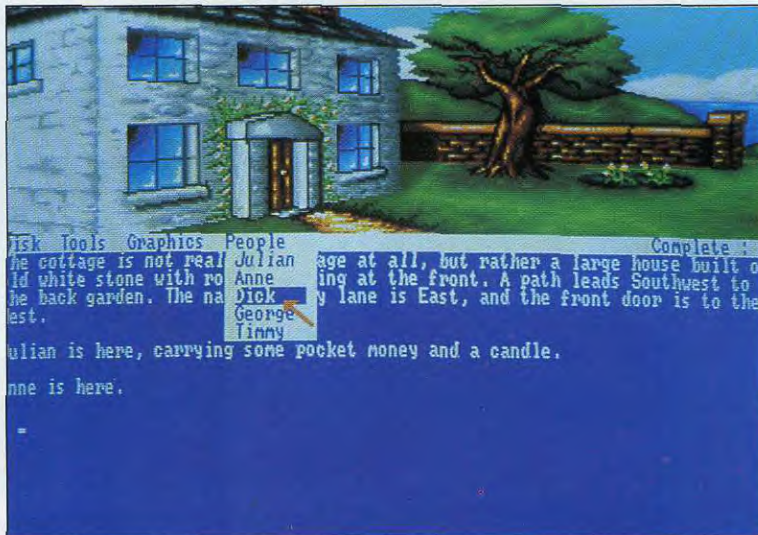 isk Tools Graphics People Complete :
Julian
Anne
Dick
George
Timmy
he cottage is not real age at all, but rather a large house built o
ld white stone with ro ing at the front. A path leads Southwest to
he back garden. The na y lane is East, and the front door is to the
est.
ulian is here, carrying some pocket money and a candle.
nne is here.